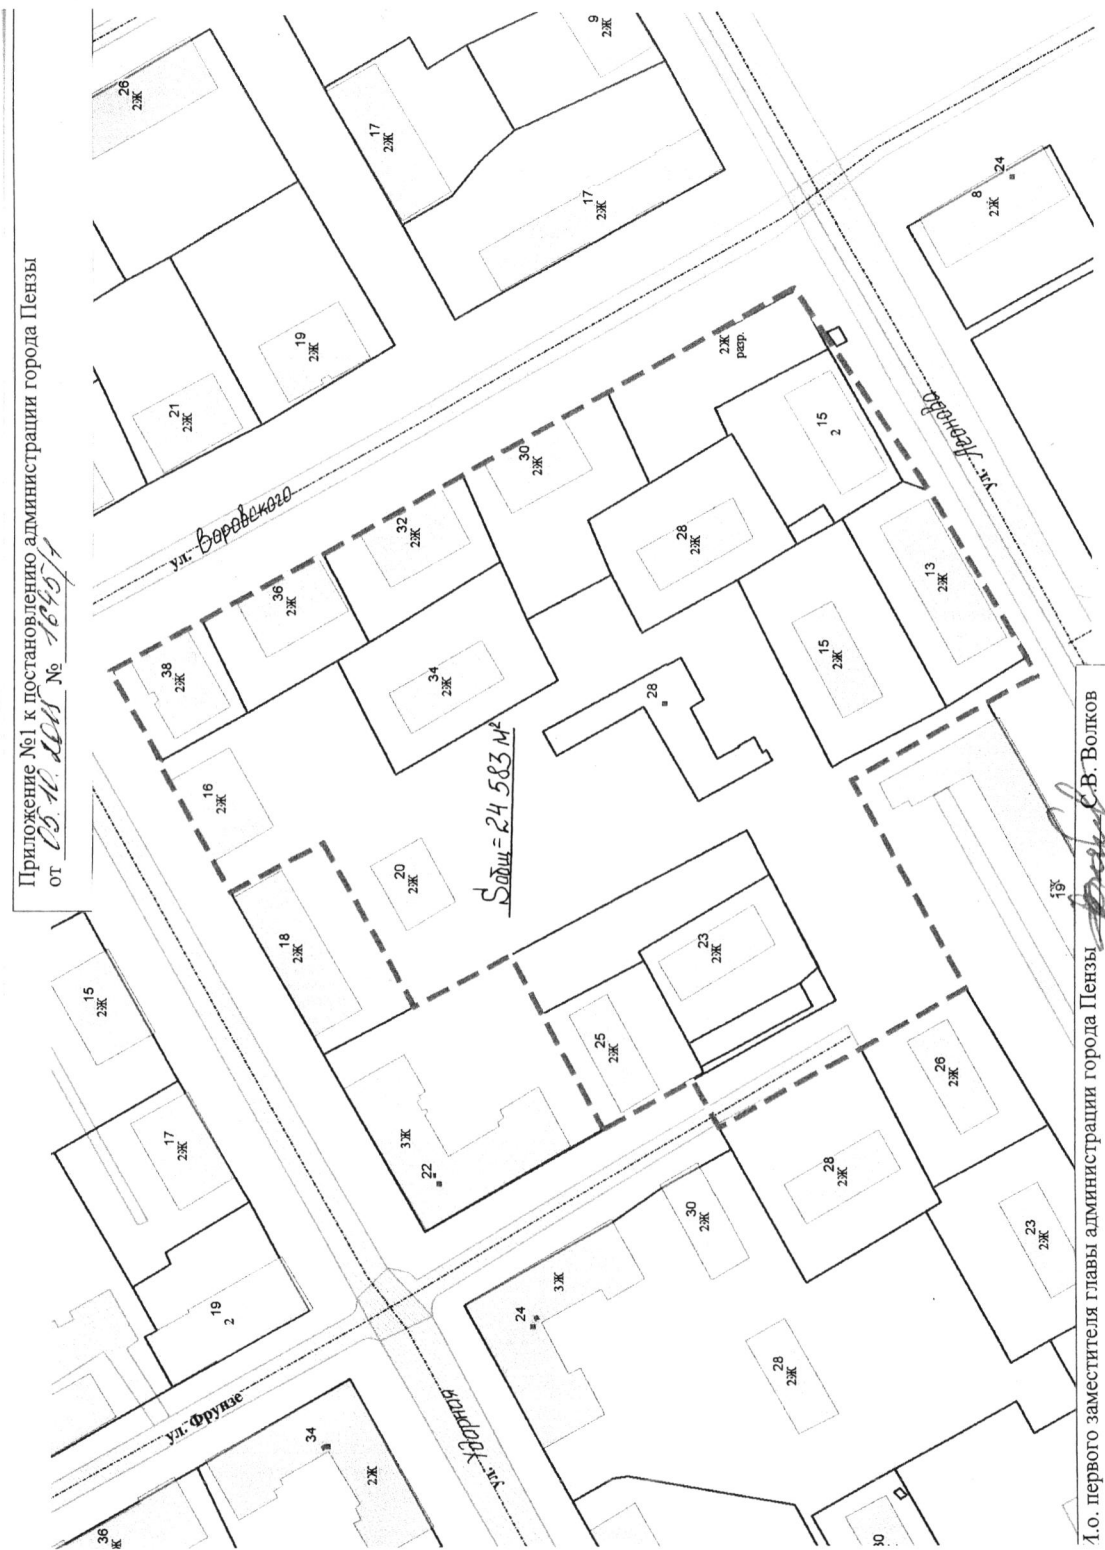 Приложение №1 к постановлению администрации города Пензы
от 05.10.2015 № 1645/1
26
2Ж
17
2Ж
9
2Ж
21
2Ж
19
2Ж
17
2Ж
8
2Ж
24
ул. Воровского
38
2Ж
36
2Ж
32
2Ж
30
2Ж
2Ж
разр.
16
2Ж
34
2Ж
28
2Ж
15
2
ул. Леонова
15
2Ж
18
2Ж
20
2Ж
Sобщ=24 583 м²
28
15
2Ж
13
2Ж
17
2Ж
3Ж
22
25
2Ж
23
2Ж
19
19
2
ул. Фрунзе
24
3Ж
30
2Ж
28
2Ж
26
2Ж
34
2Ж
ул. Ударная
28
2Ж
23
2Ж
36
Ж
30
И.о. первого заместителя главы администрации города Пензы С.В. Волков